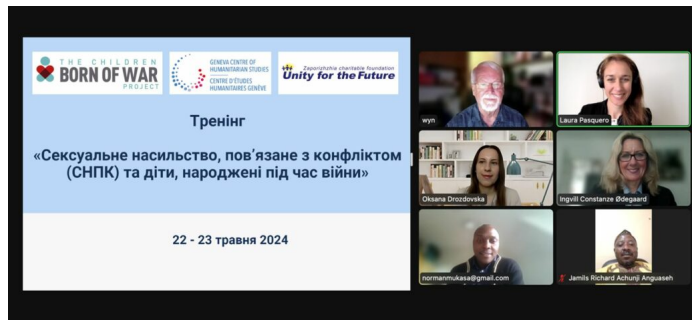 THE CHILDREN
BORN OF WAR
PROJECT
GENEVA CENTRE OF
HUMANITARIAN STUDIES
CENTRE D'ÉTUDES
HUMANITAIRES GENÈVE
Zaporizhzhia charitable foundation
Unity for the Future
Тренінг
«Сексуальне насильство, пов’язане з конфліктом
(СНПК) та діти, народжені під час війни»
22 - 23 травня 2024
wyn
Laura Pasquero
Oksana Drozdovska
Ingvill Constanze Ødegaard
normanmukasa@gmail.com
Jamils Richard Achunji Anguaseh